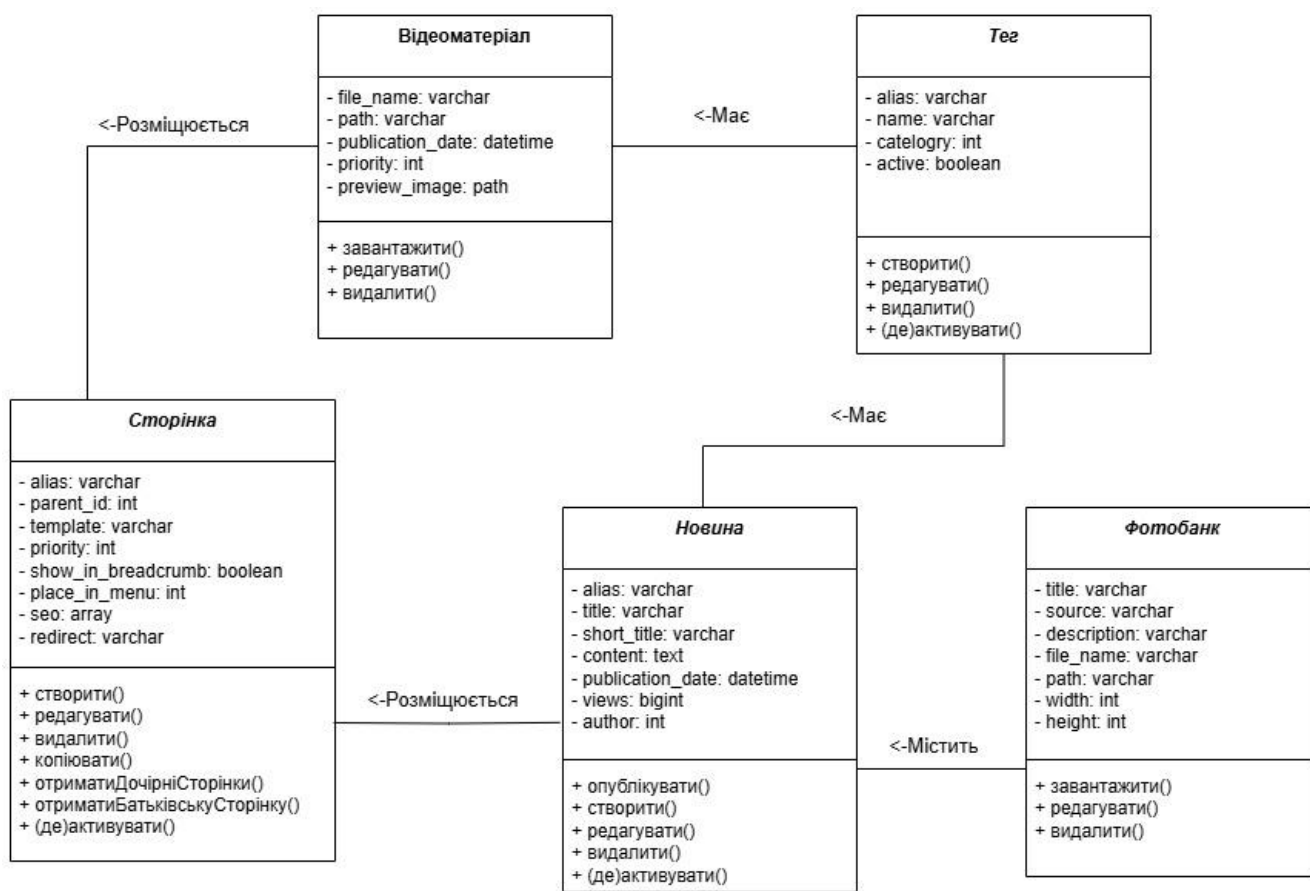 Відеоматеріал
- file_name: varchar
- path: varchar
- publication_date: datetime
- priority: int
- preview_image: path
+ завантажити()
+ редагувати()
+ видалити()
<-Має
Тег
- alias: varchar
- name: varchar
- catelogry: int
- active: boolean
+ створити()
+ редагувати()
+ видалити()
+ (де)активувати()
<-Розміщюється
<-Має
Сторінка
- alias: varchar
- parent_id: int
- template: varchar
- priority: int
- show_in_breadcrumb: boolean
- place_in_menu: int
- seo: array
- redirect: varchar
+ створити()
+ редагувати()
+ видалити()
+ копіювати()
+ отриматиДочірніСторінки()
+ отриматиБатьківськуСторінку()
+ (де)активувати()
<-Розміщюється
Новина
- alias: varchar
- title: varchar
- short_title: varchar
- content: text
- publication_date: datetime
- views: bigint
- author: int
+ опублікувати()
+ створити()
+ редагувати()
+ видалити()
+ (де)активувати()
<-Містить
Фотобанк
- title: varchar
- source: varchar
- description: varchar
- file_name: varchar
- path: varchar
- width: int
- height: int
+ завантажити()
+ редагувати()
+ видалити()